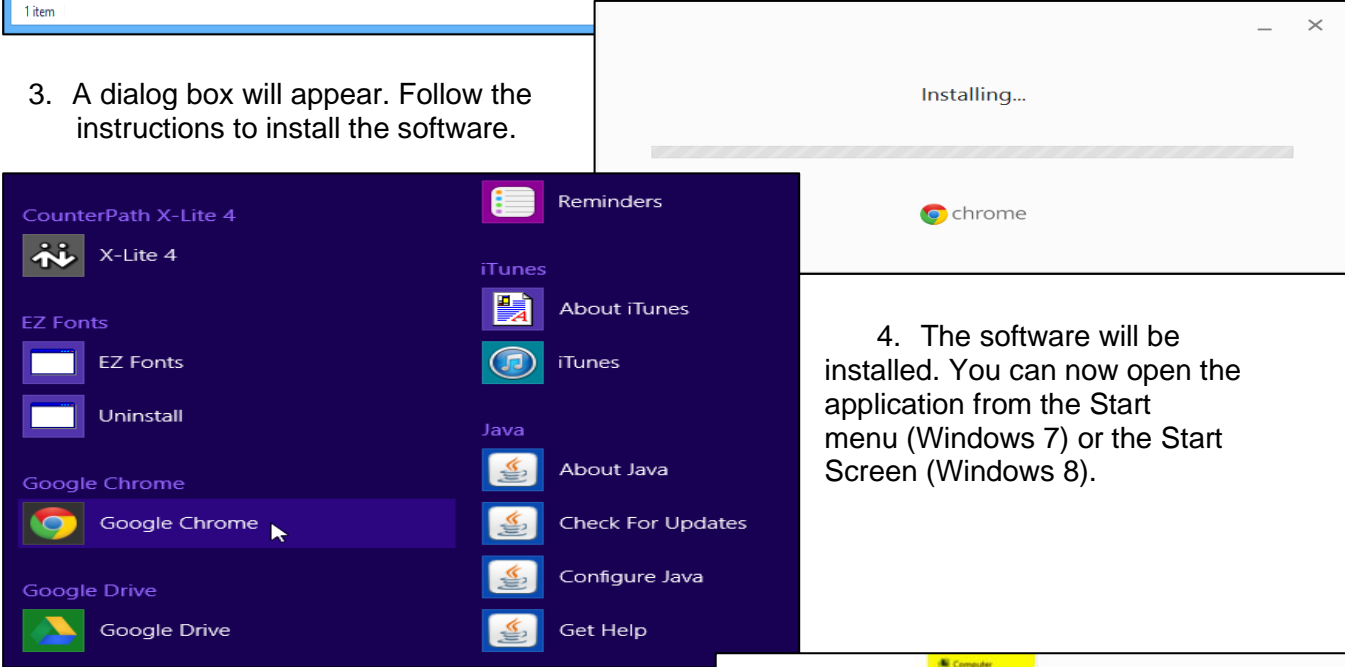 1 item
3. A dialog box will appear. Follow the
instructions to install the software.
Installing...
chrome
CounterPath X-Lite 4
X-Lite 4
EZ Fonts
EZ Fonts
Uninstall
Google Chrome
Google Chrome
Google Drive
Google Drive
Reminders
iTunes
About iTunes
iTunes
Java
About Java
Check For Updates
Configure Java
Get Help
4. The software will be
installed. You can now open the
application from the Start
menu (Windows 7) or the Start
Screen (Windows 8).
Computer